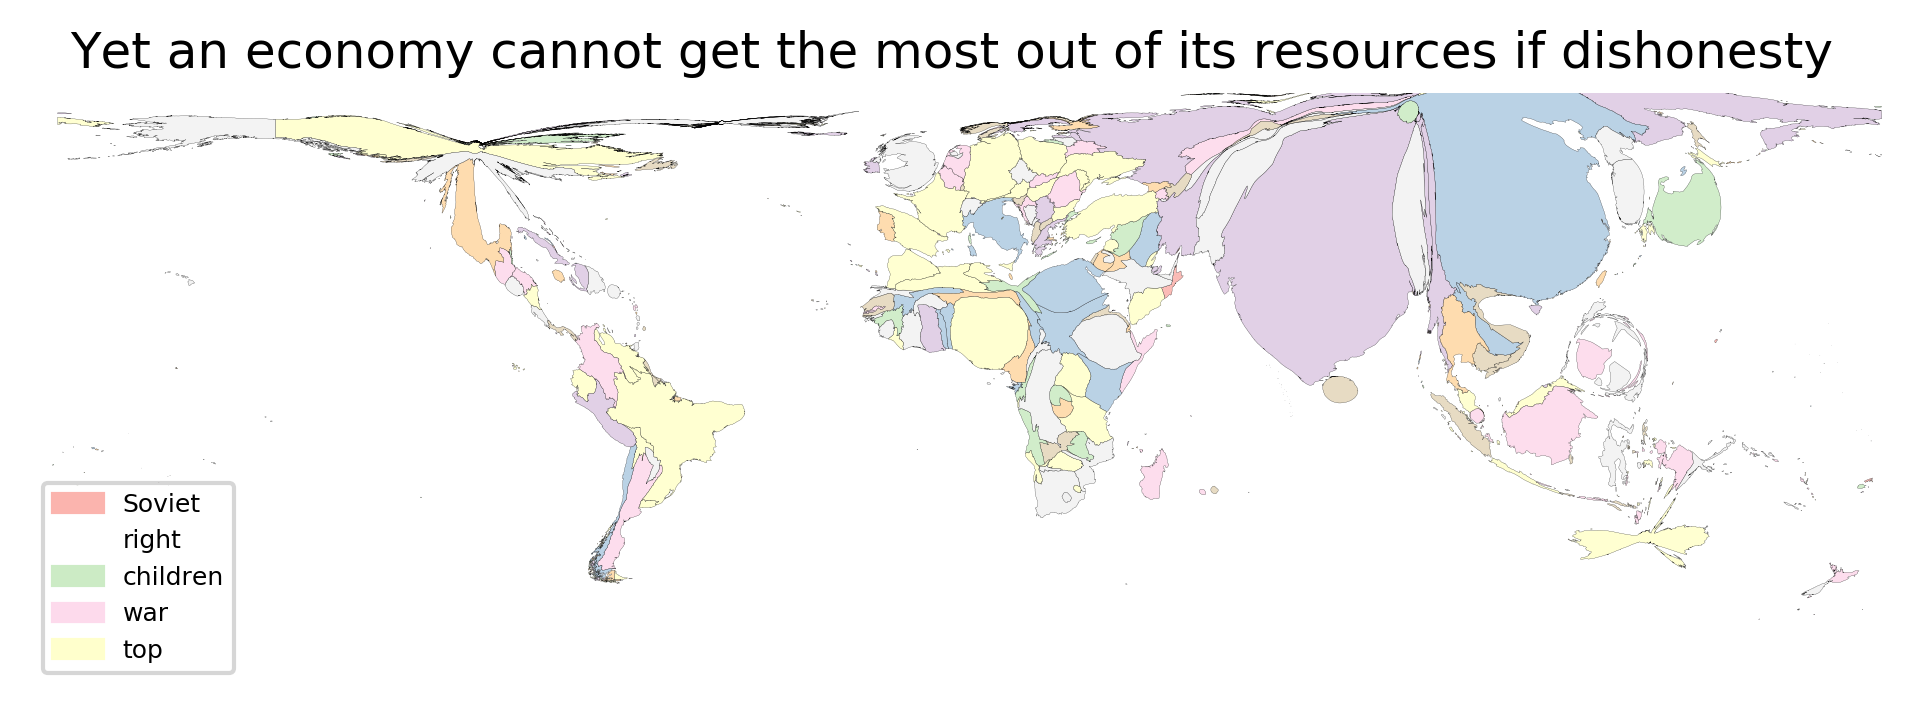 Yet an economy cannot get the most out of its resources if dishonesty
Soviet
right
children
war
top